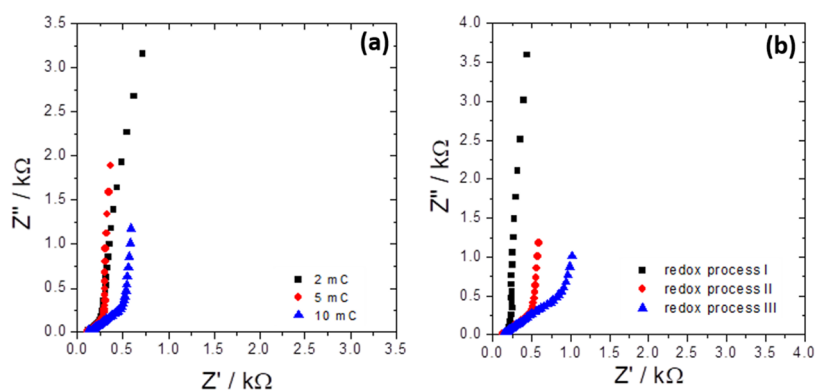 (a)
3.5
3.0
2.5
2.0
1.5
1.0
0.5
0.0
Z'' / kΩ
2 mC
5 mC
10 mC
0.0 0.5 1.0 1.5 2.0 2.5 3.0 3.5
Z' / kΩ
(b)
4.0
3.5
3.0
2.5
2.0
1.5
1.0
0.5
0.0
Z'' / kΩ
redox process I
redox process II
redox process III
0.0 0.5 1.0 1.5 2.0 2.5 3.0 3.5 4.0
Z' / kΩ